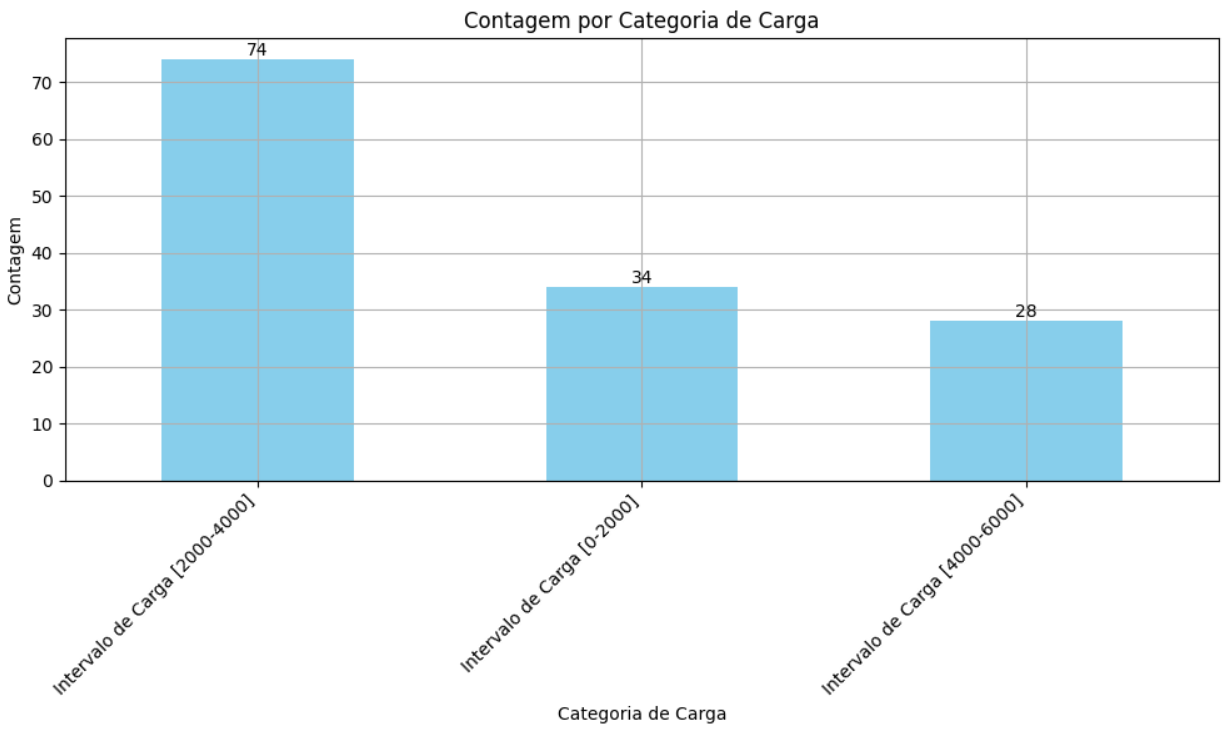 Contagem por Categoria de Carga
74
34
28
70
60
50
40
30
20
10
0
Contagem
Intervalo de Carga [2000-4000]
Intervalo de Carga [0-2000]
Intervalo de Carga [4000-6000]
Categoria de Carga